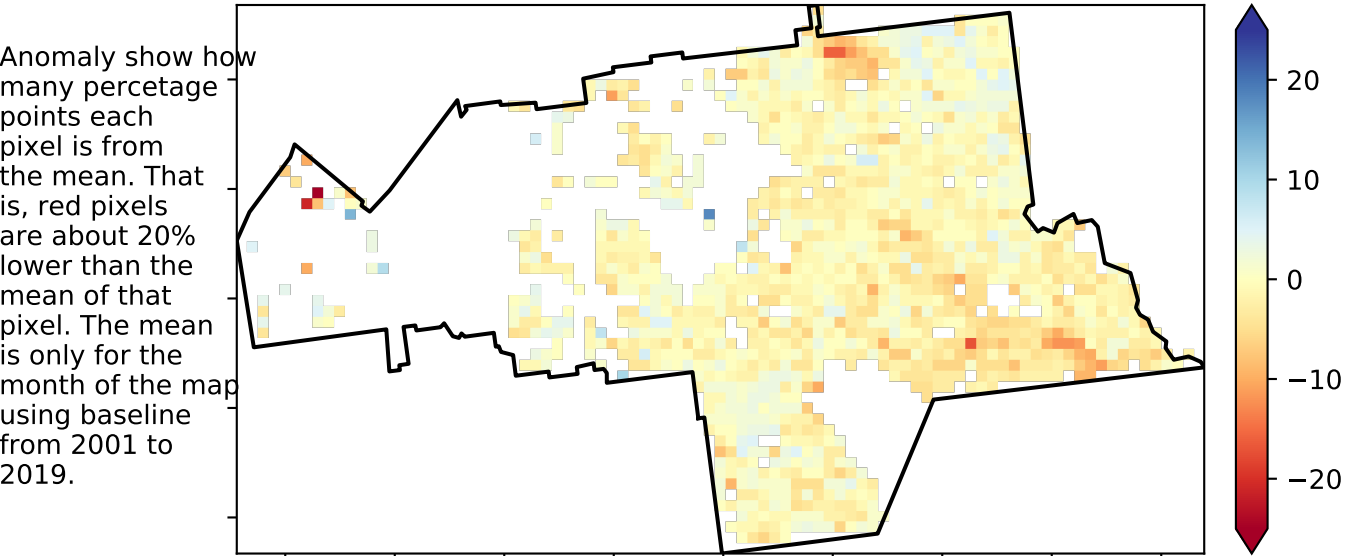 Anomaly show how
many percetage
points each
pixel is from
the mean. That
is, red pixels
are about 20%
lower than the
mean of that
pixel. The mean
is only for the
month of the map
using baseline
from 2001 to
2019.
20
10
0
−10
−20